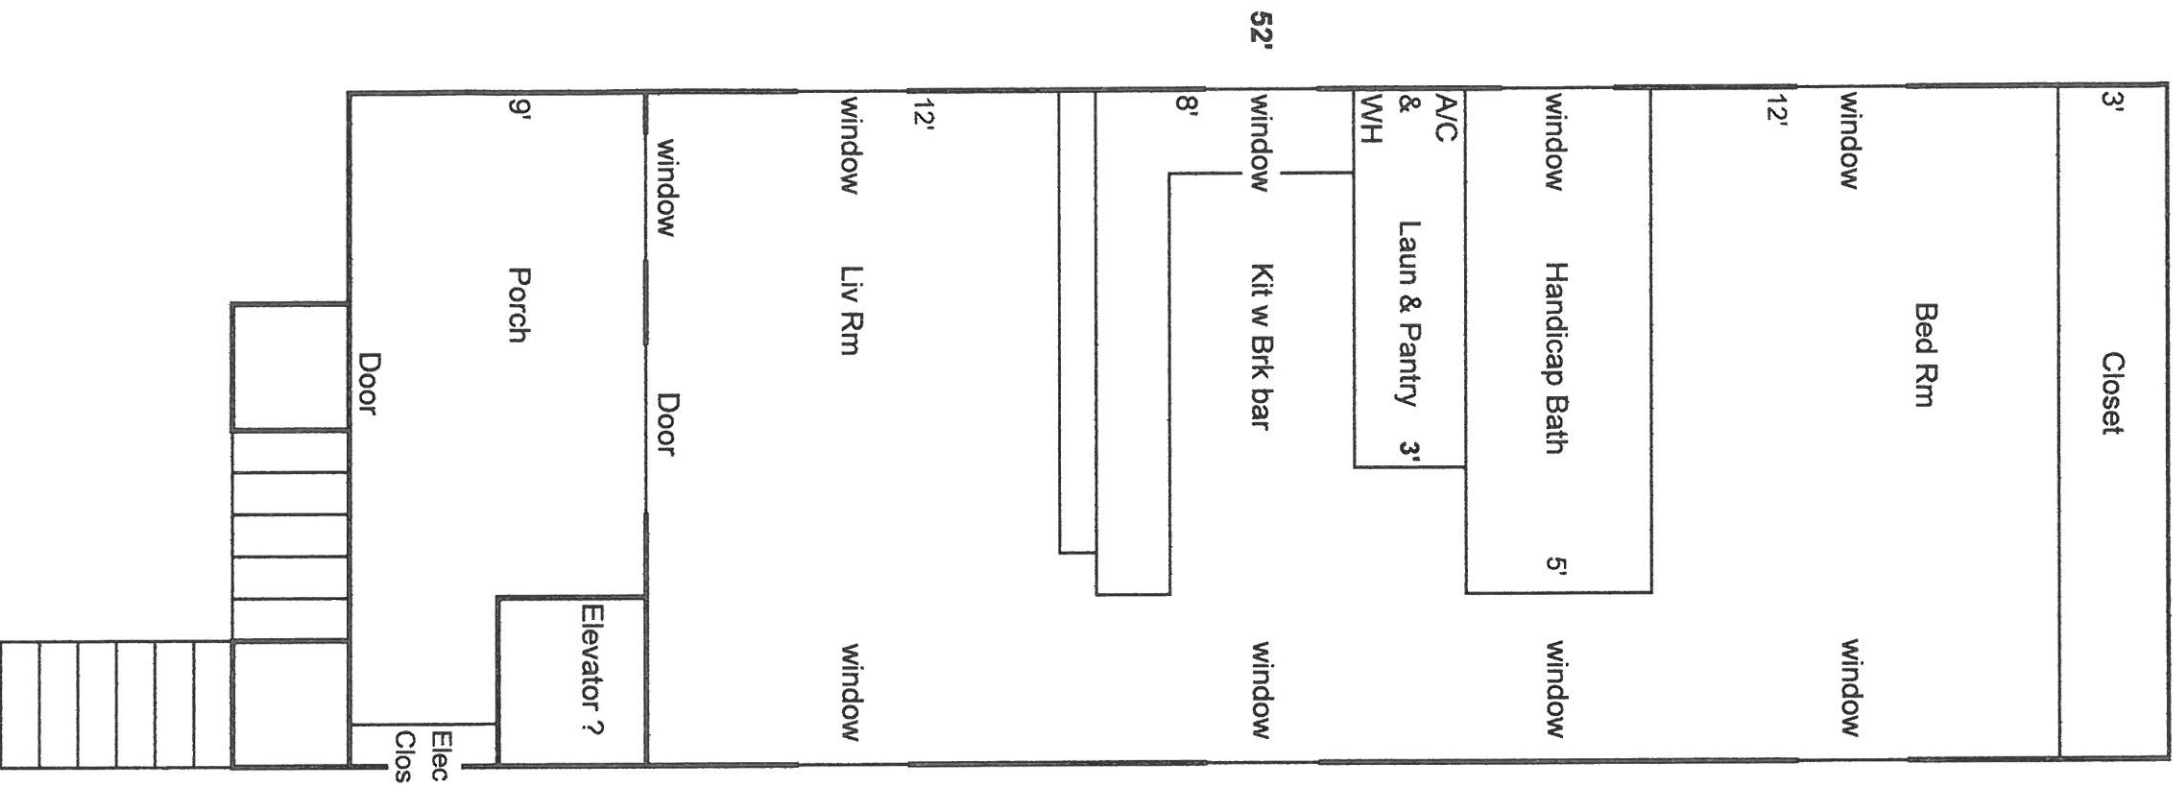 3' Closet
Bed Rm
window window
12'
window Handicap Bath 5' window
A/C
& Laun & Pantry 3'
WH
52' window Kit w Brk bar window
8'
12'
window Liv Rm window
window Door
Elevator ?
9' Porch
Elec
Clos
Door